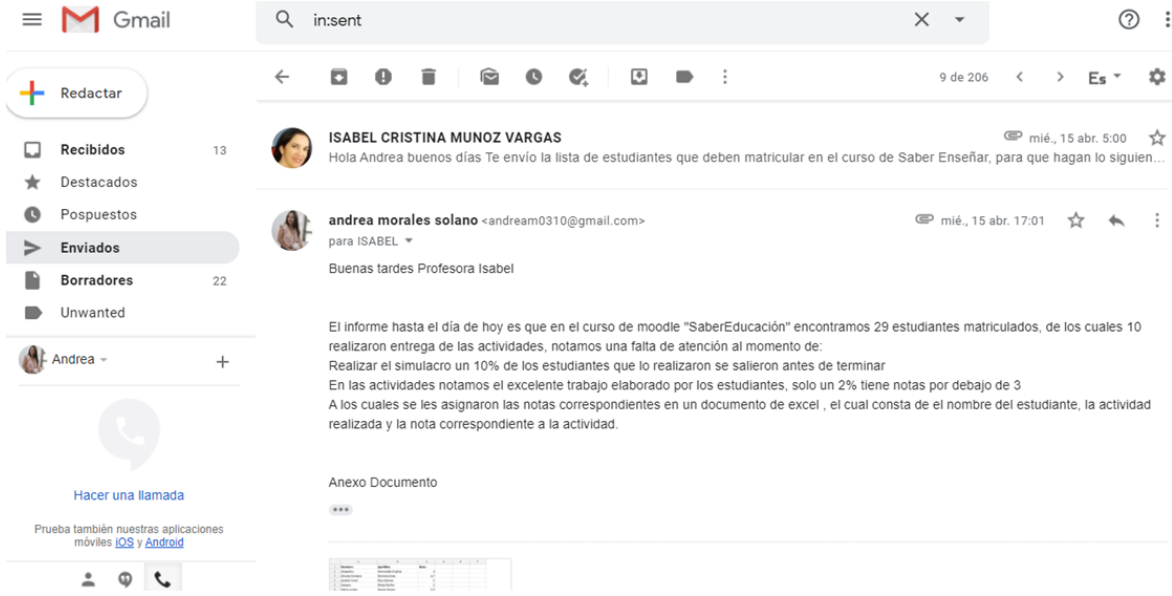 Gmail
in:sent
Redactar
9 de 206
Es
Recibidos 13
Destacados
Pospuestos
Enviados
Borradores 22
Unwanted
Andrea
Hacer una llamada
Prueba también nuestras aplicaciones
móviles iOS y Android
ISABEL CRISTINA MUNOZ VARGAS
mié., 15 abr. 5:00
Hola Andrea buenos días Te envío la lista de estudiantes que deben matricular en el curso de Saber Enseñar, para que hagan lo siguien...
andrea morales solano <andream0310@gmail.com>
mié., 15 abr. 17:01
para ISABEL
Buenas tardes Profesora Isabel
El informe hasta el día de hoy es que en el curso de moodle "SaberEducación" encontramos 29 estudiantes matriculados, de los cuales 10
realizaron entrega de las actividades, notamos una falta de atención al momento de:
Realizar el simulacro un 10% de los estudiantes que lo realizaron se salieron antes de terminar
En las actividades notamos el excelente trabajo elaborado por los estudiantes, solo un 2% tiene notas por debajo de 3
A los cuales se les asignaron las notas correspondientes en un documento de excel , el cual consta de el nombre del estudiante, la actividad
realizada y la nota correspondiente a la actividad.
Anexo Documento